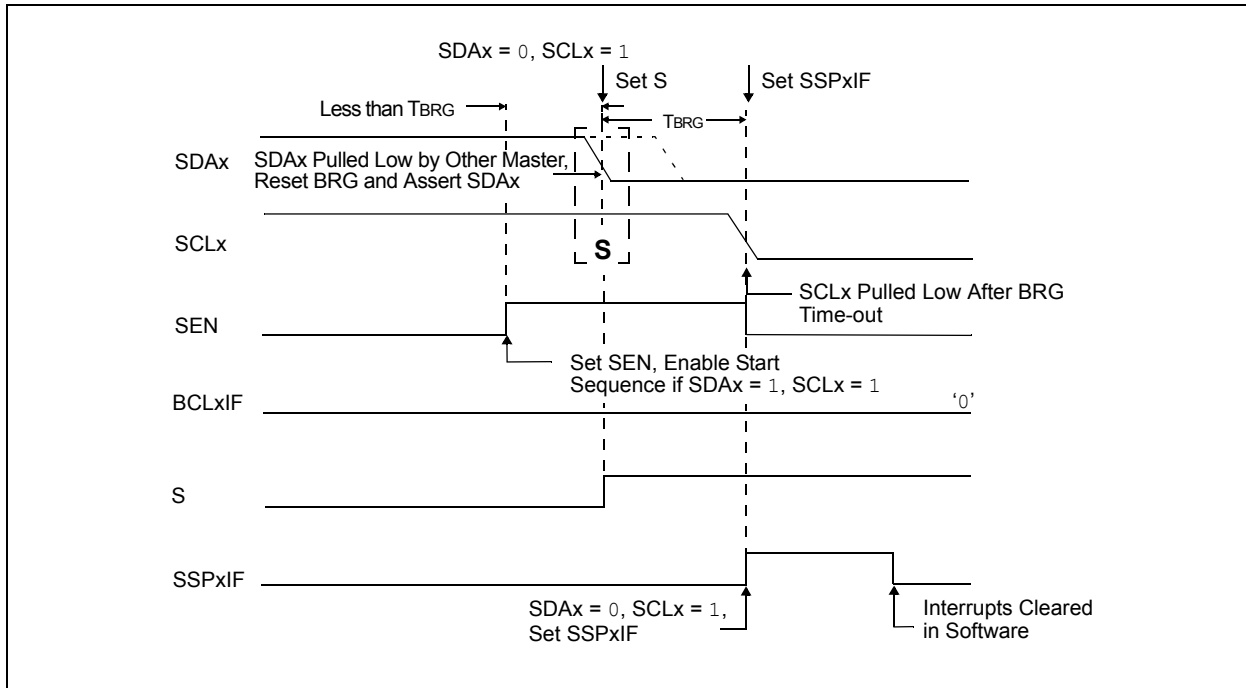 SDAx = 0, SCLx = 1
Set S
Set SSPxIF
Less than TBRG
TBRG
SDAx
SDAx Pulled Low by Other Master,
Reset BRG and Assert SDAx
SCLx
S
SCLx Pulled Low After BRG
Time-out
SEN
Set SEN, Enable Start
Sequence if SDAx = 1, SCLx = 1
BCLxIF
‘0’
S
SSPxIF
SDAx = 0, SCLx = 1,
Set SSPxIF
Interrupts Cleared
in Software